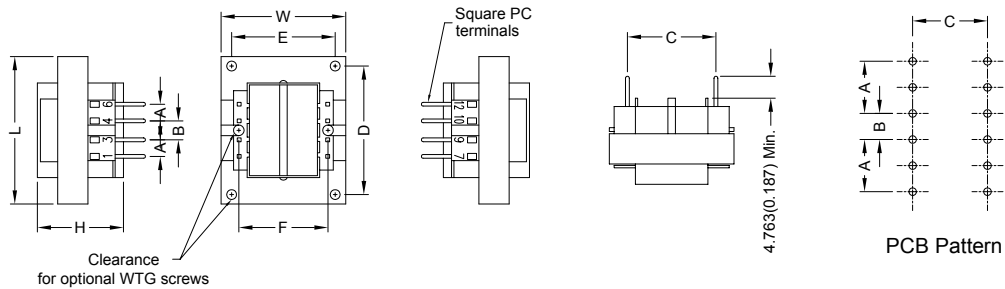 W
E
Square PC
terminals
C
C
L
6
4
3
1
A
B
A
D
12
10
9
7
A
B
A
4.763(0.187) Min.
H
F
Clearance
for optional WTG screws
PCB Pattern